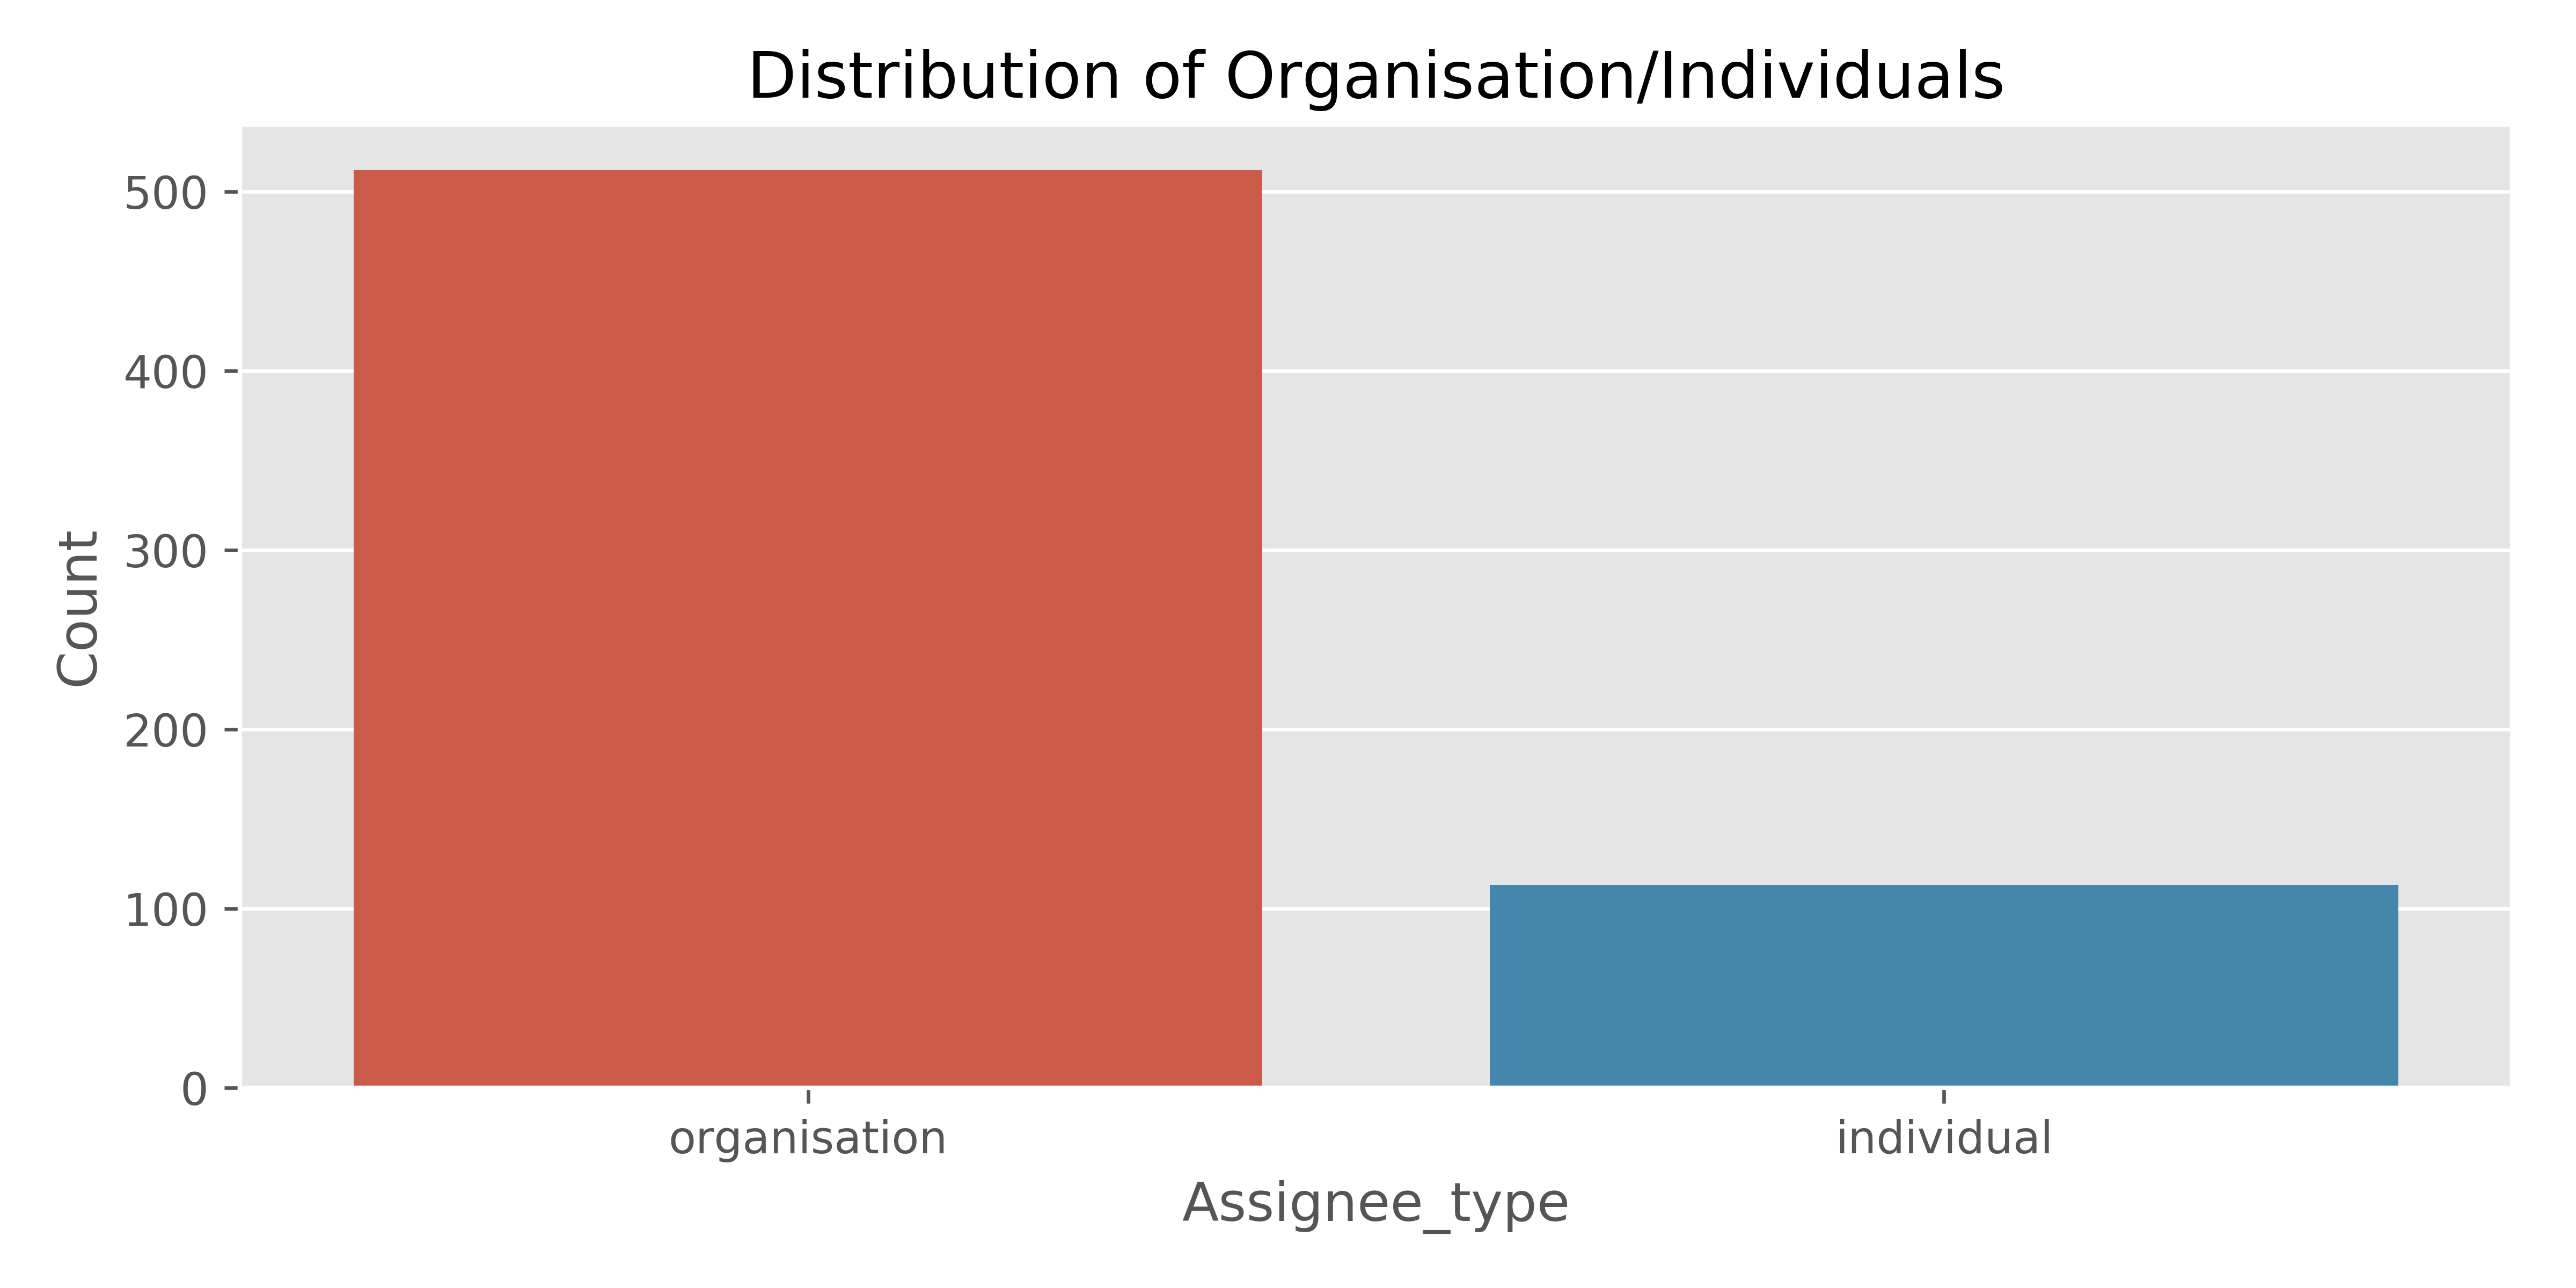 Distribution of Organisation/Individuals
500
400
300
200
100
0
Count
organisation
individual
Assignee_type